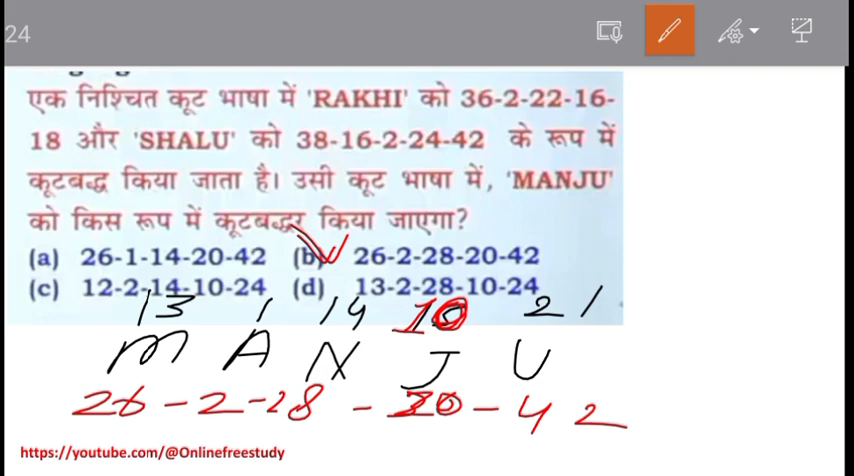 24
एक निश्चित कूट भाषा में 'RAKHI' को 36-2-22-16-
18 और 'SHALU' को 38-16-2-24-42 के रूप में
कूटबद्ध किया जाता है। उसी कूट भाषा में, 'MANJU'
को किस रूप में कूटबद्धर किया जाएगा?
(a) 26-1-14-20-42 (b) 26-2-28-20-42
(c) 12-2-14-10-24 (d) 13-2-28-10-24
13 1 14 10 21
M A N J U
26-2-28-20-42
https://youtube.com/@Onlinefreestudy